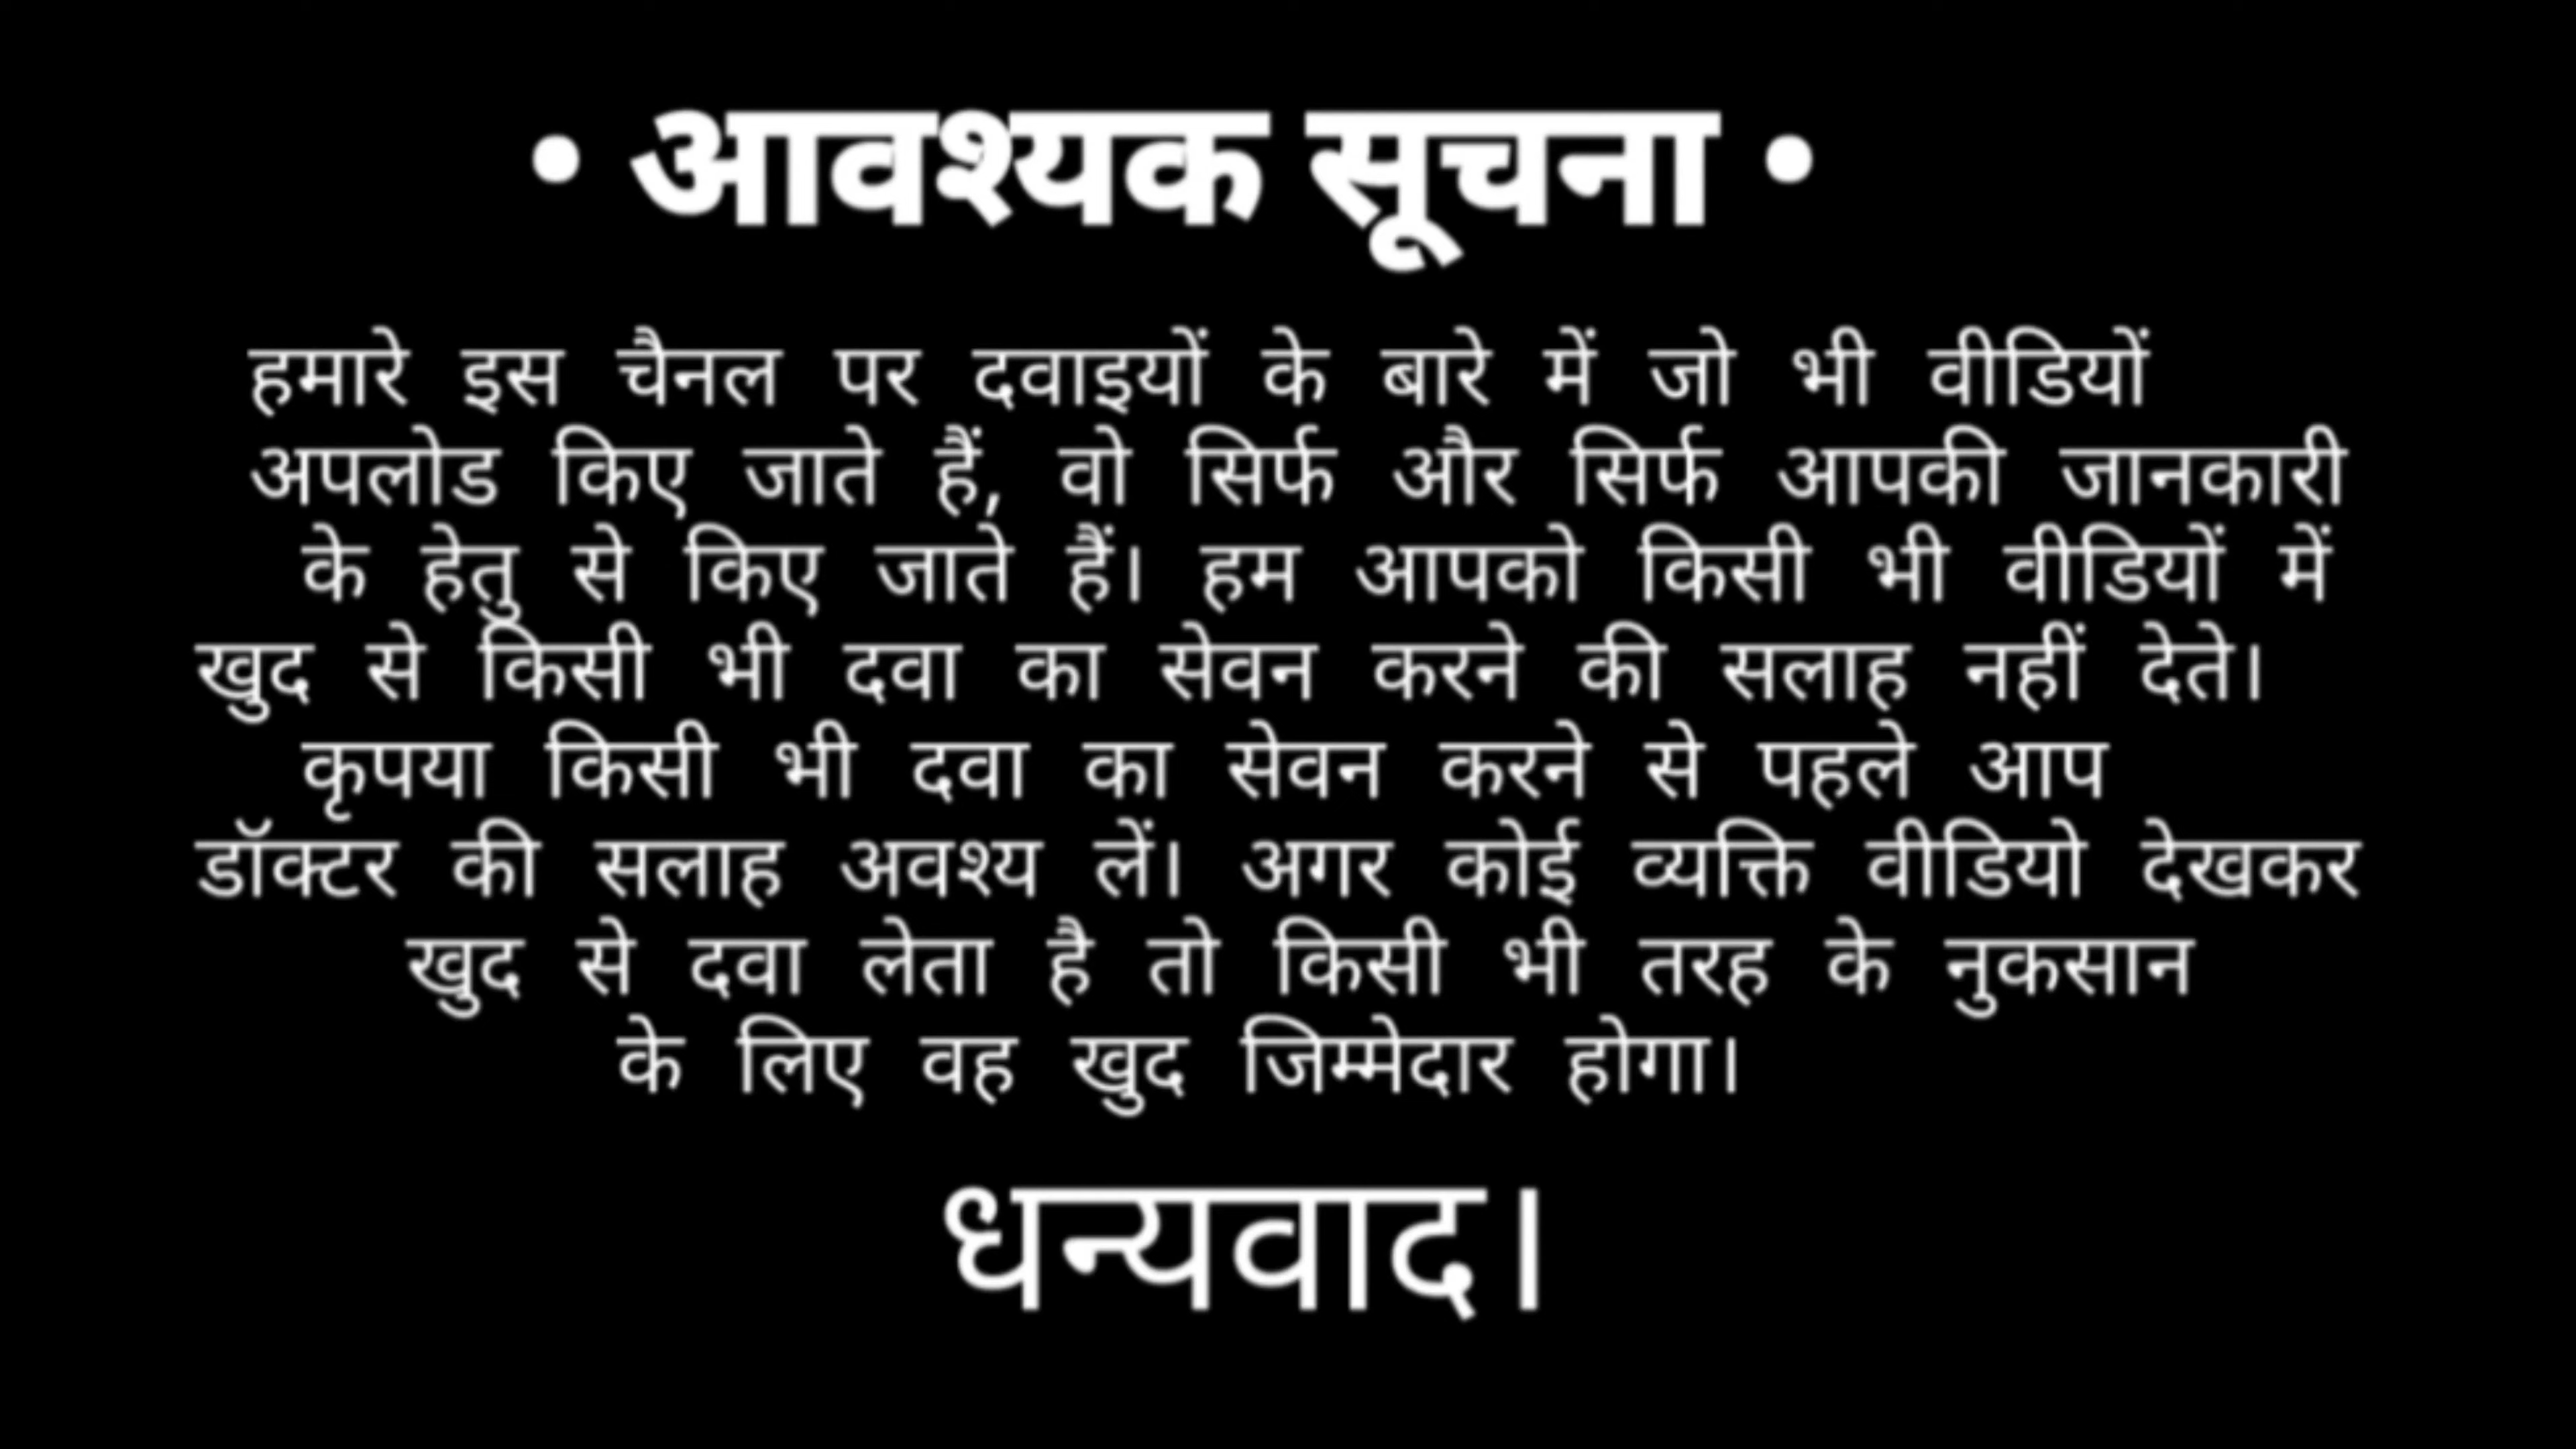 • आवश्यक सूचना •
हमारे इस चैनल पर दवाइयों के बारे में जो भी वीडियों
अपलोड किए जाते हैं, वो सिर्फ और सिर्फ आपकी जानकारी
के हेतु से किए जाते हैं। हम आपको किसी भी वीडियों में
खुद से किसी भी दवा का सेवन करने की सलाह नहीं देते।
कृपया किसी भी दवा का सेवन करने से पहले आप
डॉक्टर की सलाह अवश्य लें। अगर कोई व्यक्ति वीडियो देखकर
खुद से दवा लेता है तो किसी भी तरह के नुकसान
के लिए वह खुद जिम्मेदार होगा।
धन्यवाद।